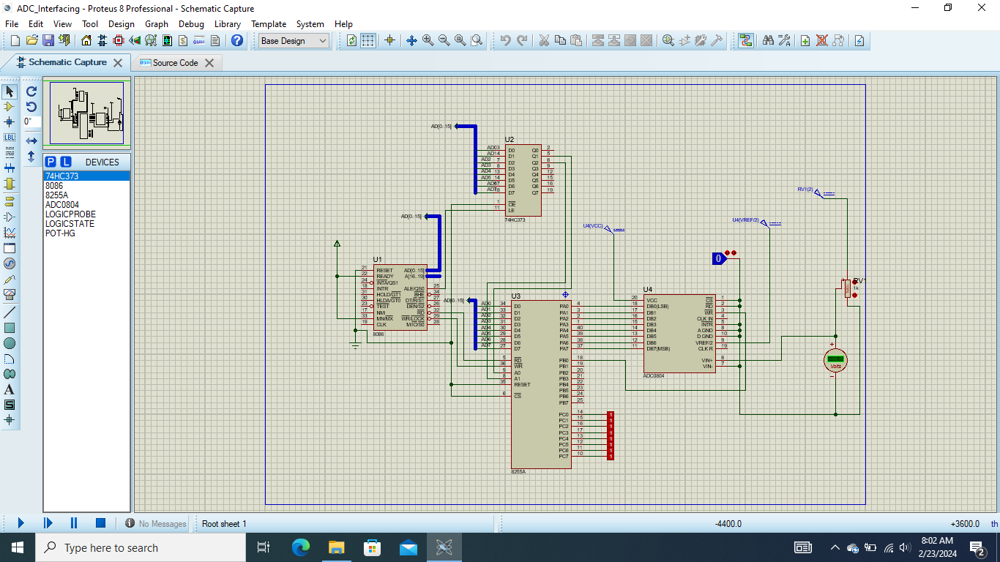 ADC_Interfacing - Proteus 8 Professional - Schematic Capture
File Edit View Tool Design Graph Debug Library Template System Help
Base Design
Schematic Capture
Source Code
0°
P L DEVICES
74HC373
8086
8255A
ADC0804
LOGICPROBE
LOGICSTATE
POT-HG
AD[0..15]
U2
D0 Q0 2
D1 Q1 5
AD2 7 D2 Q2 6
AD3 8 D3 Q3 9
AD4 13 D4 Q4 12
AD5 14 D5 Q5 15
D6 Q6 16
D7 Q7 19
1 OE
11 LE
74HC373
AD[0..15]
U1
21 RESET AD[0..15]
22 READY A[16..19]
24 INTA/QS1
18 INTR ALE/QS0 25
31 HOLD/GT1 BHE 34
30 HLDA/GT0 DT/R/S1 27
23 TEST DEN/S2 26
17 NMI RD 32
33 MN/MX WR/LOCK 29
19 CLK M/IO/S0 28
8086
AD[0..15]
U3
AD0 34 D0 PA0 4
AD1 33 D1 PA1 3
AD2 32 D2 PA2 2
AD3 31 D3 PA3 1
AD4 30 D4 PA4 40
AD5 29 D5 PA5 39
AD6 28 D6 PA6 38
AD7 27 D7 PA7 37
5 RD PB0 18
36 WR PB1 19
9 A0 PB2 20
8 A1 PB3 21
35 RESET PB4 22
PB5 23
6 CS PB6 24
PB7 25
PC0 14 1
PC1 15 1
PC2 16 1
PC3 17 1
PC4 13 1
PC5 12 1
PC6 11 1
PC7 10 1
8255A
U4(VCC)
U4(VREF/2)
RV1(2)
0
U4
20 VCC CS 1
18 DB0(LSB) RD 2
17 DB1 WR 3
16 DB2 CLK IN 4
15 DB3 INTR 5
14 DB4 A GND 8
13 DB5 D GND 10
12 DB6 VREF/2 9
11 DB7(MSB) CLK R 19
VIN+ 6
VIN- 7
ADC0804
RV1
1k
+
Volts
No Messages
Root sheet 1
-4400.0
+3600.0
th
Type here to search
8:02 AM
2/23/2024
2